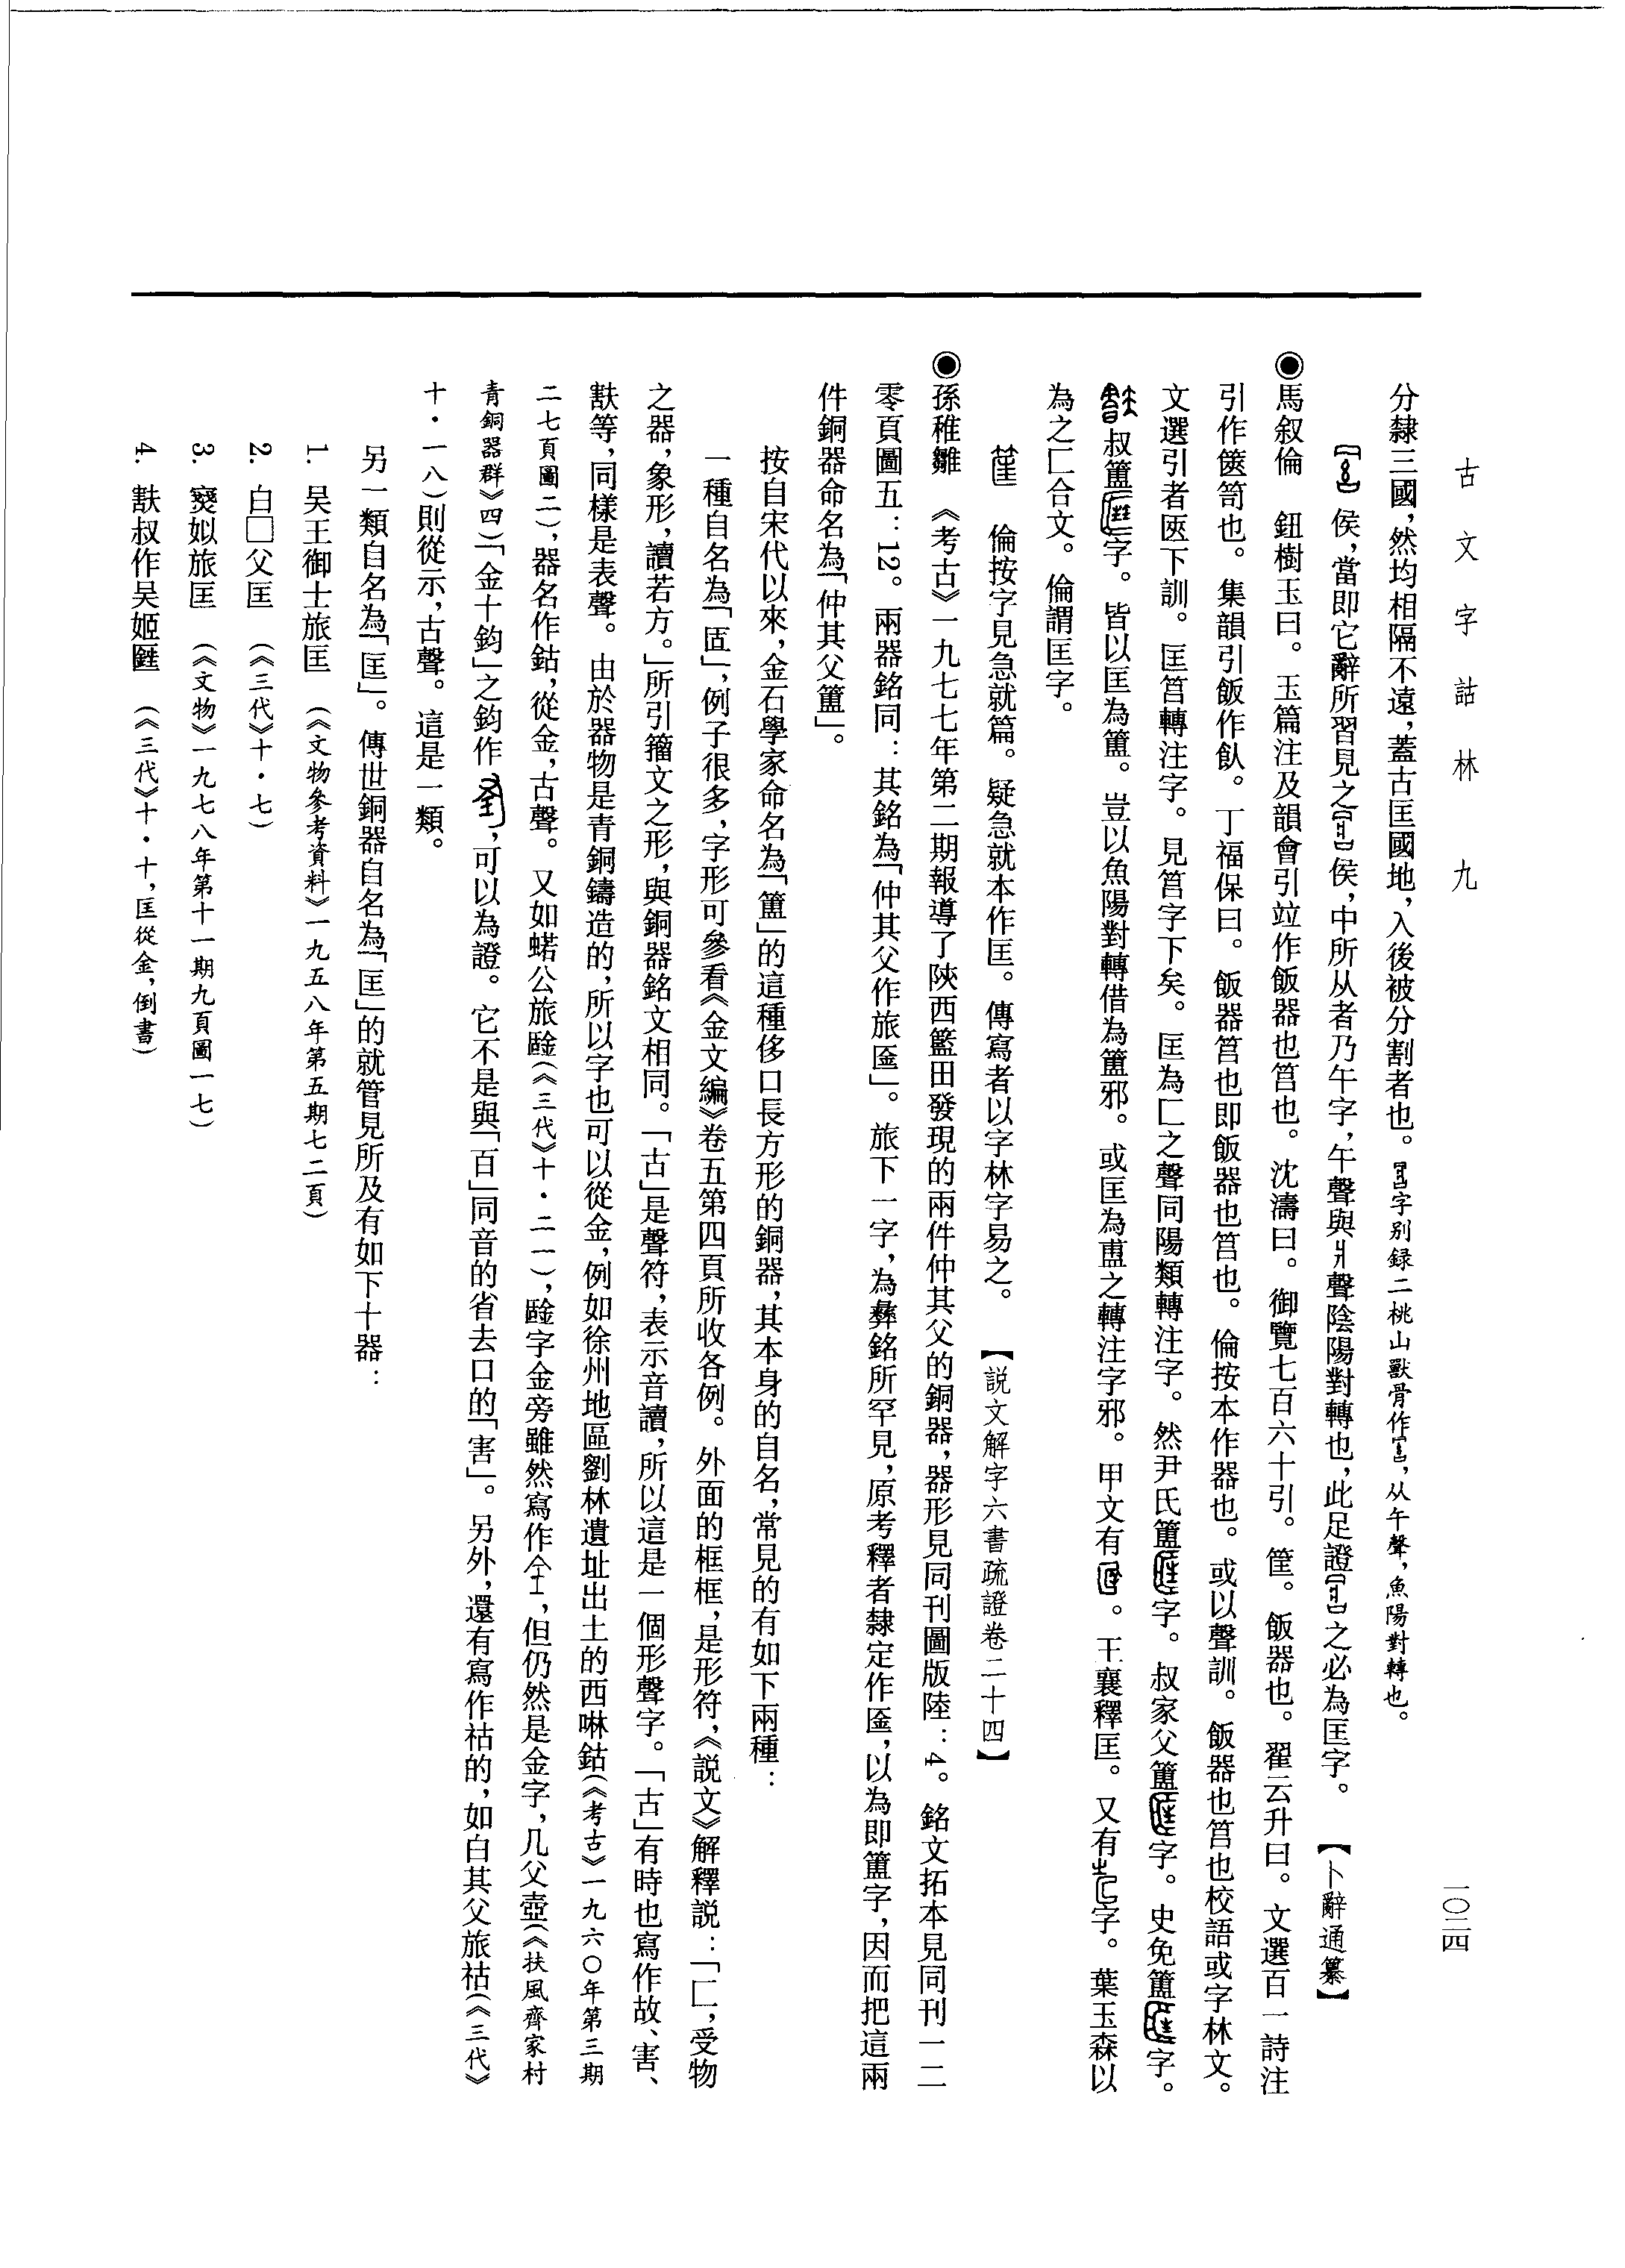 古文字詁林　九
一〇二四
分隸三國，然均相隔不遠，蓋古匡國地，入後被分割者也。字別録二桃山獸骨作，从午聲，魚陽對轉也。
侯，當即它辭所習見之侯，中所从者乃午字，午聲與爿聲陰陽對轉也，此足證之必為匡字。【卜辭通纂】
◉馬叙倫　鈕樹玉曰。玉篇注及韻會引竝作飯器也筥也。沈濤曰。御覽七百六十引。筐。飯器也。翟云升曰。文選百一詩注
引作篋笥也。集韻引飯作飤。丁福保曰。飯器筥也即飯器也筥也。倫按本作器也。或以聲訓。飯器也筥也校語或字林文。
文選引者匧下訓。匡筥轉注字。見筥字下矣。匡為匚之聲同陽類轉注字。然尹氏簠字。叔家父簠字。史免簠字。
叔簠字。皆以匡為簠。豈以魚陽對轉借為簠邪。或匡為𠤎之轉注字邪。甲文有。王襄釋匡。又有字。葉玉森以
為之匚合文。倫謂匡字。
𦳢　倫按字見急就篇。疑急就本作匡。傳寫者以字林字易之。【説文解字六書疏證卷二十四】
◉孫稚雛　《考古》一九七七年第二期報導了陝西藍田發現的兩件仲其父的銅器，器形見同刊圖版陸：4。銘文拓本見同刊一二
零頁圖五：12。兩器銘同：其銘為「仲其父作旅」。旅下一字，為彝銘所罕見，原考釋者隸定作，以為即簠字，因而把這兩
件銅器命名為「仲其父簠」。
按自宋代以來，金石學家命名為「簠」的這種侈口長方形的銅器，其本身的自名，常見的有如下兩種：
一種自名為「𠤳」，例子很多，字形可參看《金文編》卷五第四頁所收各例。外面的框框，是形符，《説文》解釋説：「匚，受物
之器，象形，讀若方。」所引籀文之形，與銅器銘文相同。「古」是聲符，表示音讀，所以這是一個形聲字。「古」有時也寫作故、害、
㝬等，同樣是表聲。由於器物是青銅鑄造的，所以字也可以從金，例如徐州地區劉林遺址出土的西𠻝鈷（《考古》一九六〇年第三期
二七頁圖二），器名作鈷，從金，古聲。又如蠕公旅（《三代》十·二一），字金旁雖然寫作，但仍然是金字，几父壺（《扶風齊家村
青銅器群》四）「金十鈞」之鈞作，可以為證。它不是與「百」同音的省去口的「害」。另外，還有寫作祜的，如白其父旅祜（《三代》
十·一八）則從示，古聲。這是一類。
另一類自名為「匡」。傳世銅器自名為「匡」的就管見所及有如下十器：
1. 吴王御士旅匡　（《文物參考資料》一九五八年第五期七二頁）
2. 白□父匡　（《三代》十·七）
3. 㝨姒旅匡　（《文物》一九七八年第十一期九頁圖一七）
4. 㝬叔作吴姬　（《三代》十·十，匡從金，倒書）